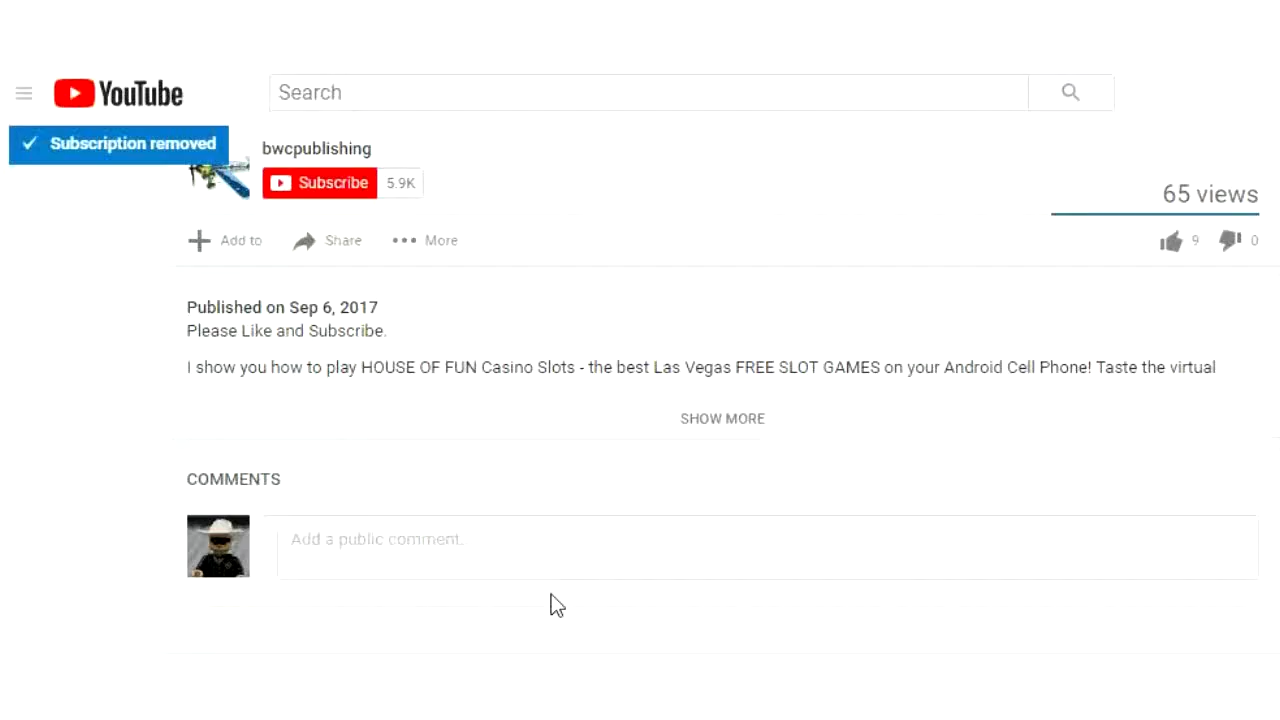 YouTube
Search
Subscription removed
bwcpublishing
Subscribe 5.9K
65 views
Add to Share More
9 0
Published on Sep 6, 2017
Please Like and Subscribe.
I show you how to play HOUSE OF FUN Casino Slots - the best Las Vegas FREE SLOT GAMES on your Android Cell Phone! Taste the virtual
SHOW MORE
COMMENTS
Add a public comment.